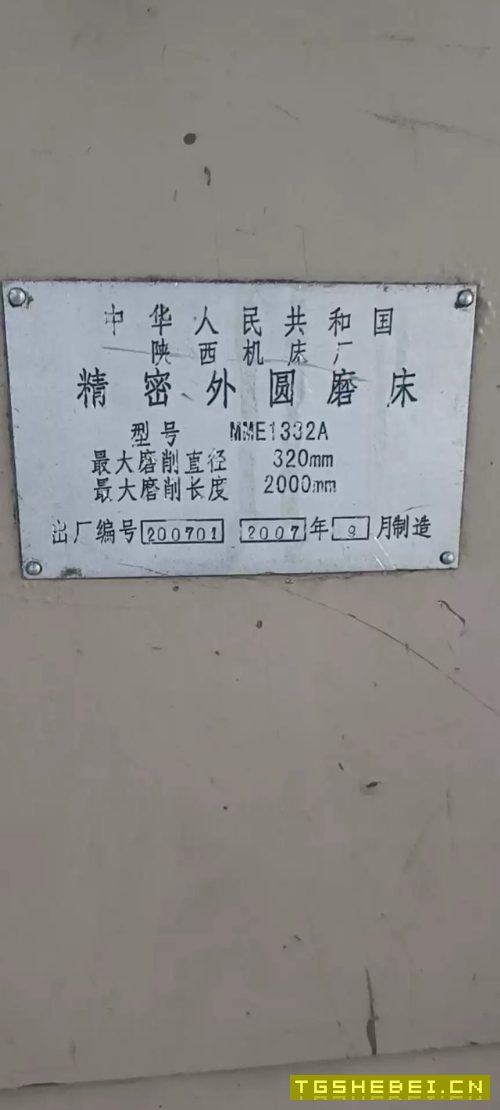 中华人民共和国
陕西机床厂
精密外圆磨床
型号 MME1332A
最大磨削直径 320mm
最大磨削长度 2000mm
出厂编号 200701 2007 年 9 月制造
TGSHEBEI.CN